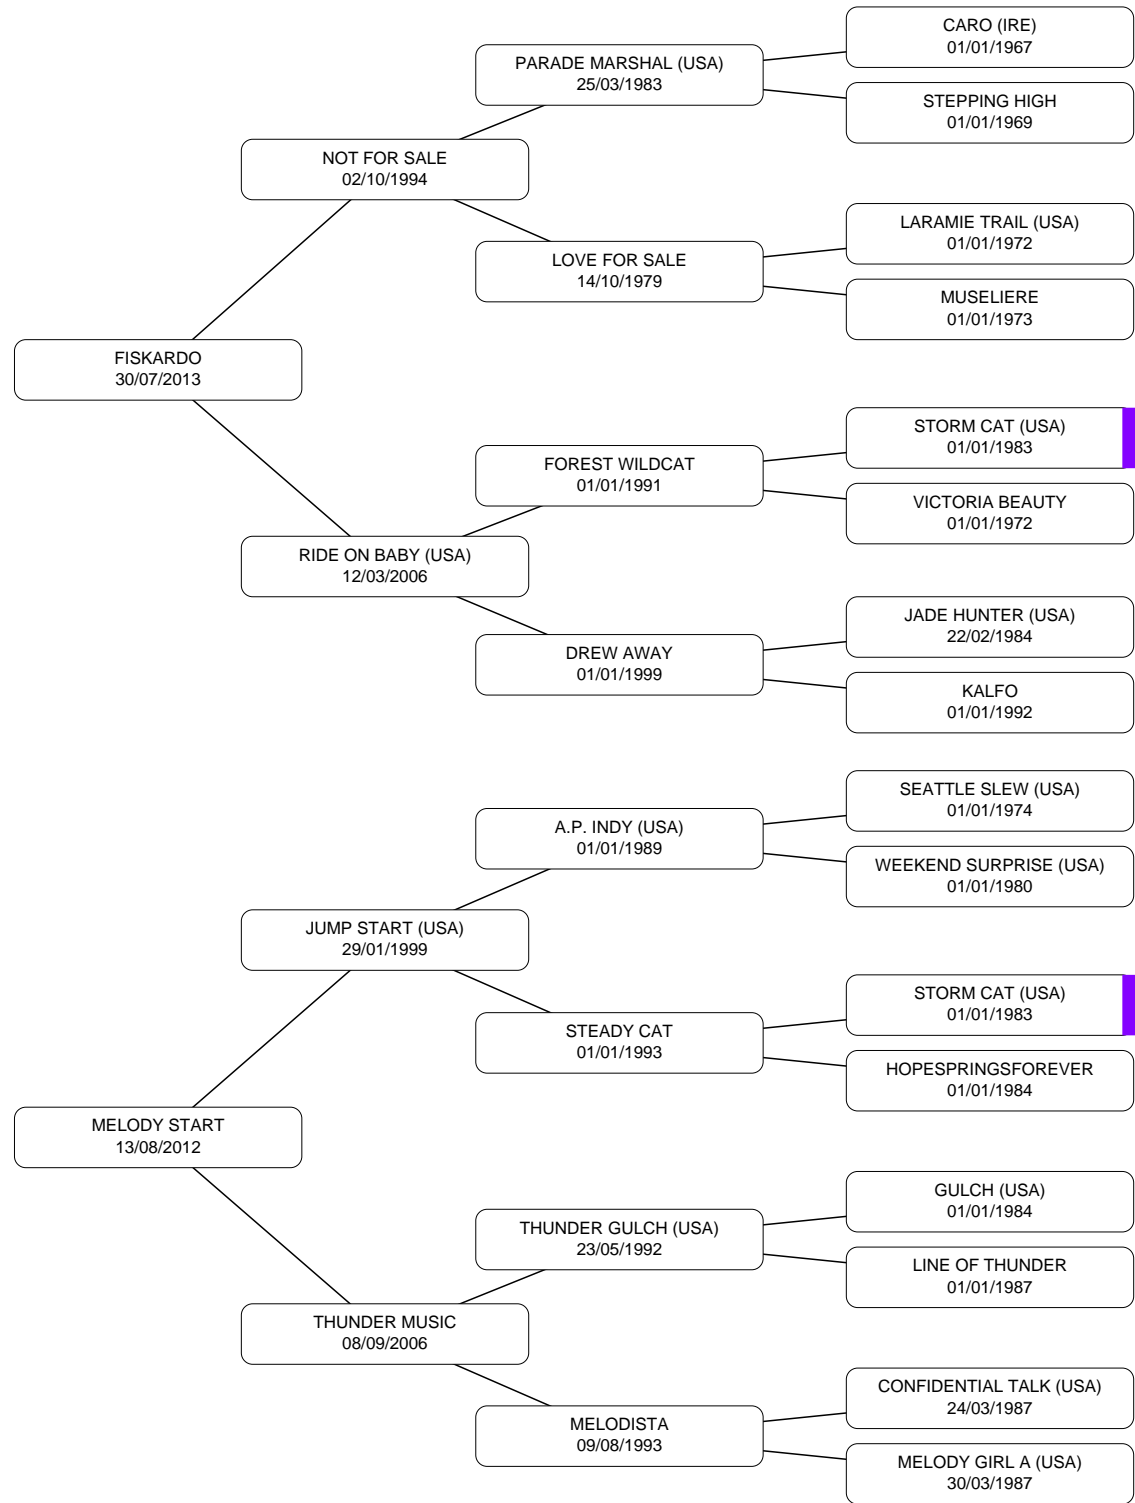 CARO (IRE)
01/01/1967
PARADE MARSHAL (USA)
25/03/1983
STEPPING HIGH
01/01/1969
NOT FOR SALE
02/10/1994
LARAMIE TRAIL (USA)
01/01/1972
LOVE FOR SALE
14/10/1979
MUSELIERE
01/01/1973
FISKARDO
30/07/2013
STORM CAT (USA)
01/01/1983
FOREST WILDCAT
01/01/1991
VICTORIA BEAUTY
01/01/1972
RIDE ON BABY (USA)
12/03/2006
JADE HUNTER (USA)
22/02/1984
DREW AWAY
01/01/1999
KALFO
01/01/1992
SEATTLE SLEW (USA)
01/01/1974
A.P. INDY (USA)
01/01/1989
WEEKEND SURPRISE (USA)
01/01/1980
JUMP START (USA)
29/01/1999
STORM CAT (USA)
01/01/1983
STEADY CAT
01/01/1993
HOPESPRINGSFOREVER
01/01/1984
MELODY START
13/08/2012
GULCH (USA)
01/01/1984
THUNDER GULCH (USA)
23/05/1992
LINE OF THUNDER
01/01/1987
THUNDER MUSIC
08/09/2006
CONFIDENTIAL TALK (USA)
24/03/1987
MELODISTA
09/08/1993
MELODY GIRL A (USA)
30/03/1987